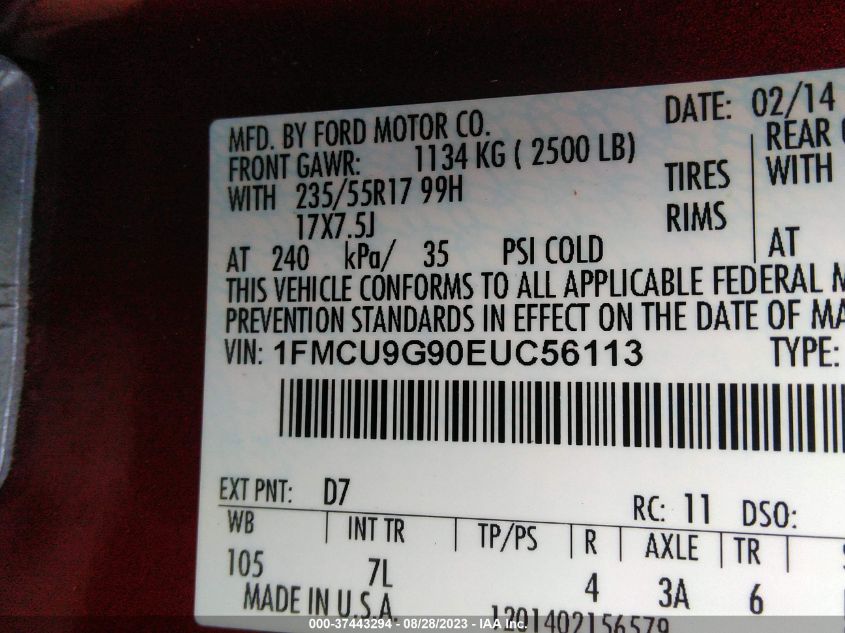 DATE: 02/14
MFD. BY FORD MOTOR CO.
FRONT GAWR: 1134 KG ( 2500 LB) REAR
WITH 235/55R17 99H TIRES WITH
17X7.5J RIMS
AT 240 kPa/ 35 PSI COLD AT
THIS VEHICLE CONFORMS TO ALL APPLICABLE FEDERAL M
PREVENTION STANDARDS IN EFFECT ON THE DATE OF MA
VIN: 1FMCU9G90EUC56113 TYPE:
EXT PNT: D7 RC: 11 DSO:
WB INT TR TP/PS R AXLE TR
105 7L 4 3A 6
MADE IN U.S.A. 1201402156579
000-37443294 - 08/28/2023 - IAA Inc.